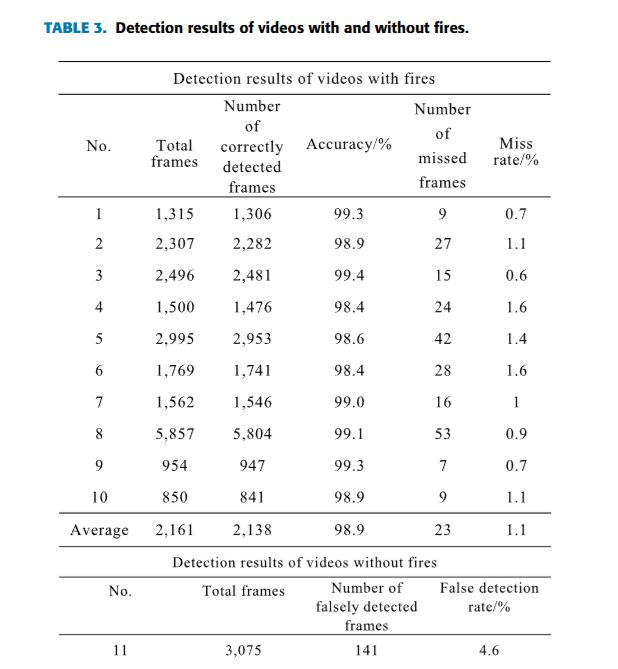 TABLE 3. Detection results of videos with and without fires.
Detection results of videos with fires
No. Total frames Number of correctly detected frames Accuracy/% Number of missed frames Miss rate/%
1 1,315 1,306 99.3 9 0.7
2 2,307 2,282 98.9 27 1.1
3 2,496 2,481 99.4 15 0.6
4 1,500 1,476 98.4 24 1.6
5 2,995 2,953 98.6 42 1.4
6 1,769 1,741 98.4 28 1.6
7 1,562 1,546 99.0 16 1
8 5,857 5,804 99.1 53 0.9
9 954 947 99.3 7 0.7
10 850 841 98.9 9 1.1
Average 2,161 2,138 98.9 23 1.1
Detection results of videos without fires
No. Total frames Number of falsely detected frames False detection rate/%
11 3,075 141 4.6